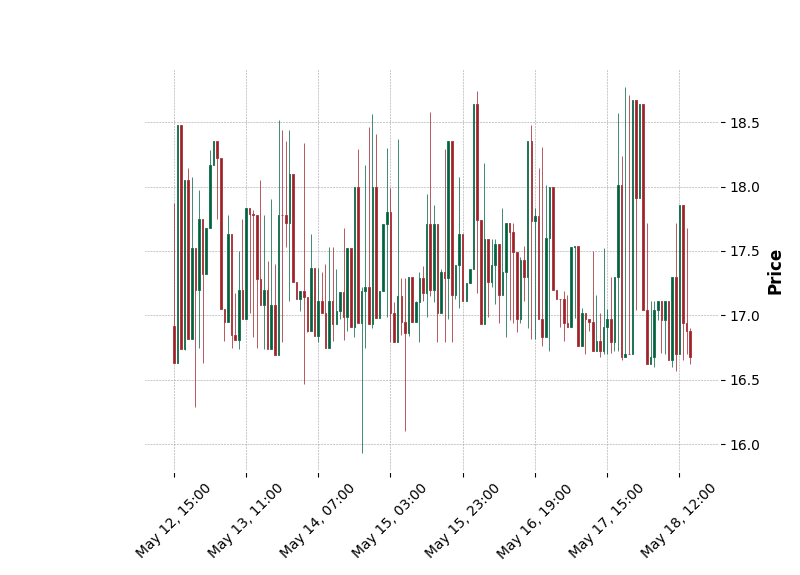 18.5
18.0
17.5
17.0
16.5
16.0
Price
May 12, 15:00
May 13, 11:00
May 14, 07:00
May 15, 03:00
May 15, 23:00
May 16, 19:00
May 17, 15:00
May 18, 12:00